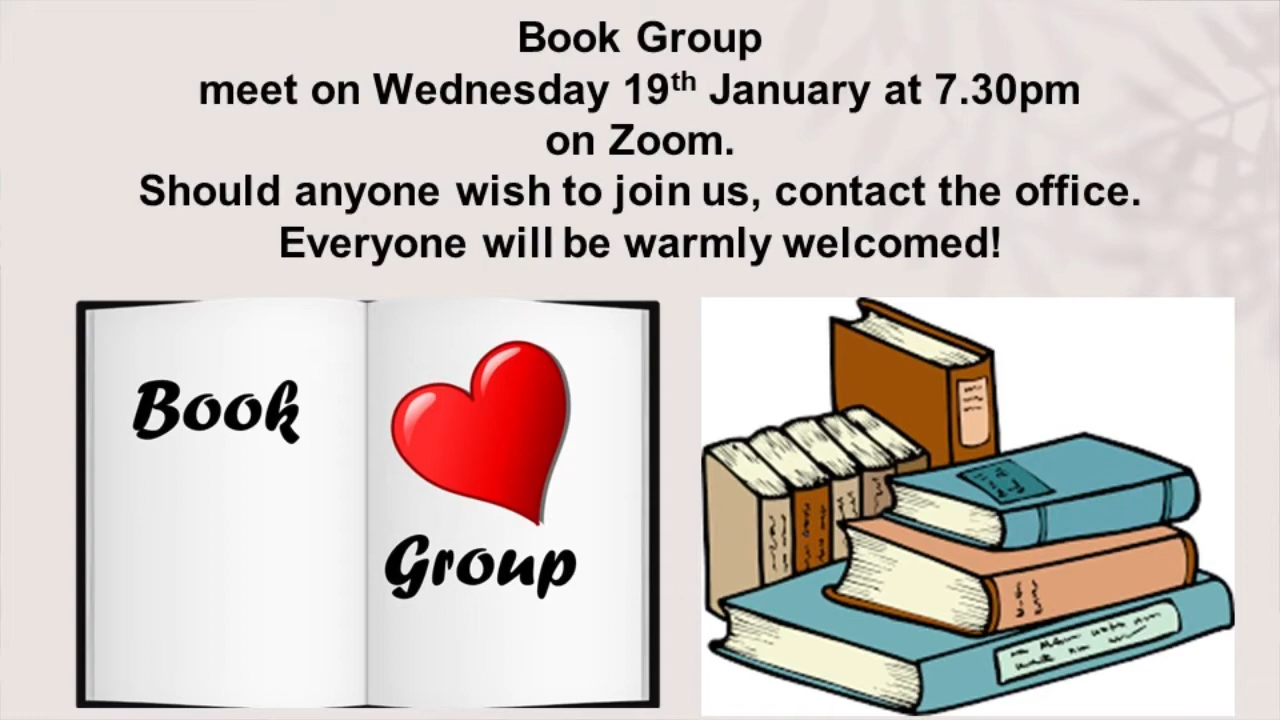 Book Group
meet on Wednesday 19th January at 7.30pm
on Zoom.
Should anyone wish to join us, contact the office.
Everyone will be warmly welcomed!
Book
Group